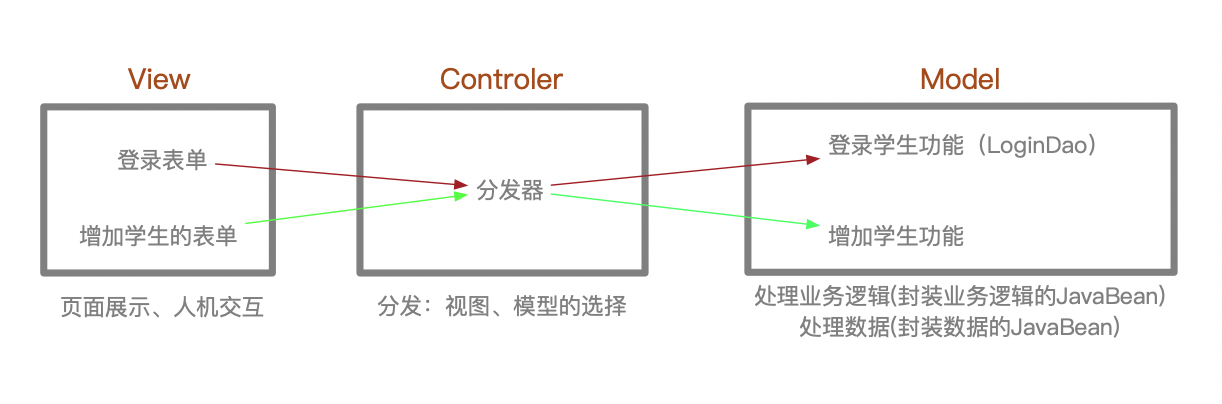 View
Controler
Model
登录表单
增加学生的表单
分发器
登录学生功能（LoginDao）
增加学生功能
页面展示、人机交互
分发：视图、模型的选择
处理业务逻辑(封装业务逻辑的JavaBean)
处理数据(封装数据的JavaBean)